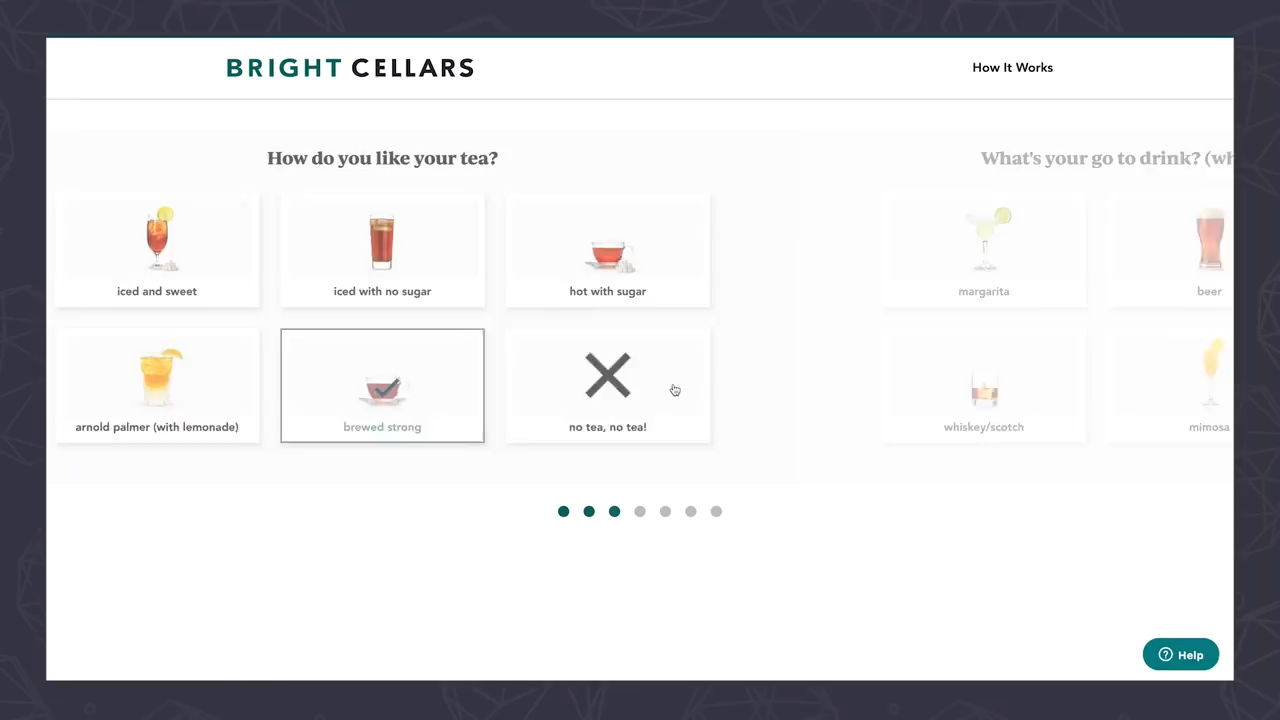 BRIGHT CELLARS
How It Works
How do you like your tea?
What's your go to drink? (wh
iced and sweet
iced with no sugar
hot with sugar
margarita
beer
arnold palmer (with lemonade)
brewed strong
no tea, no tea!
whiskey/scotch
mimosa
Help